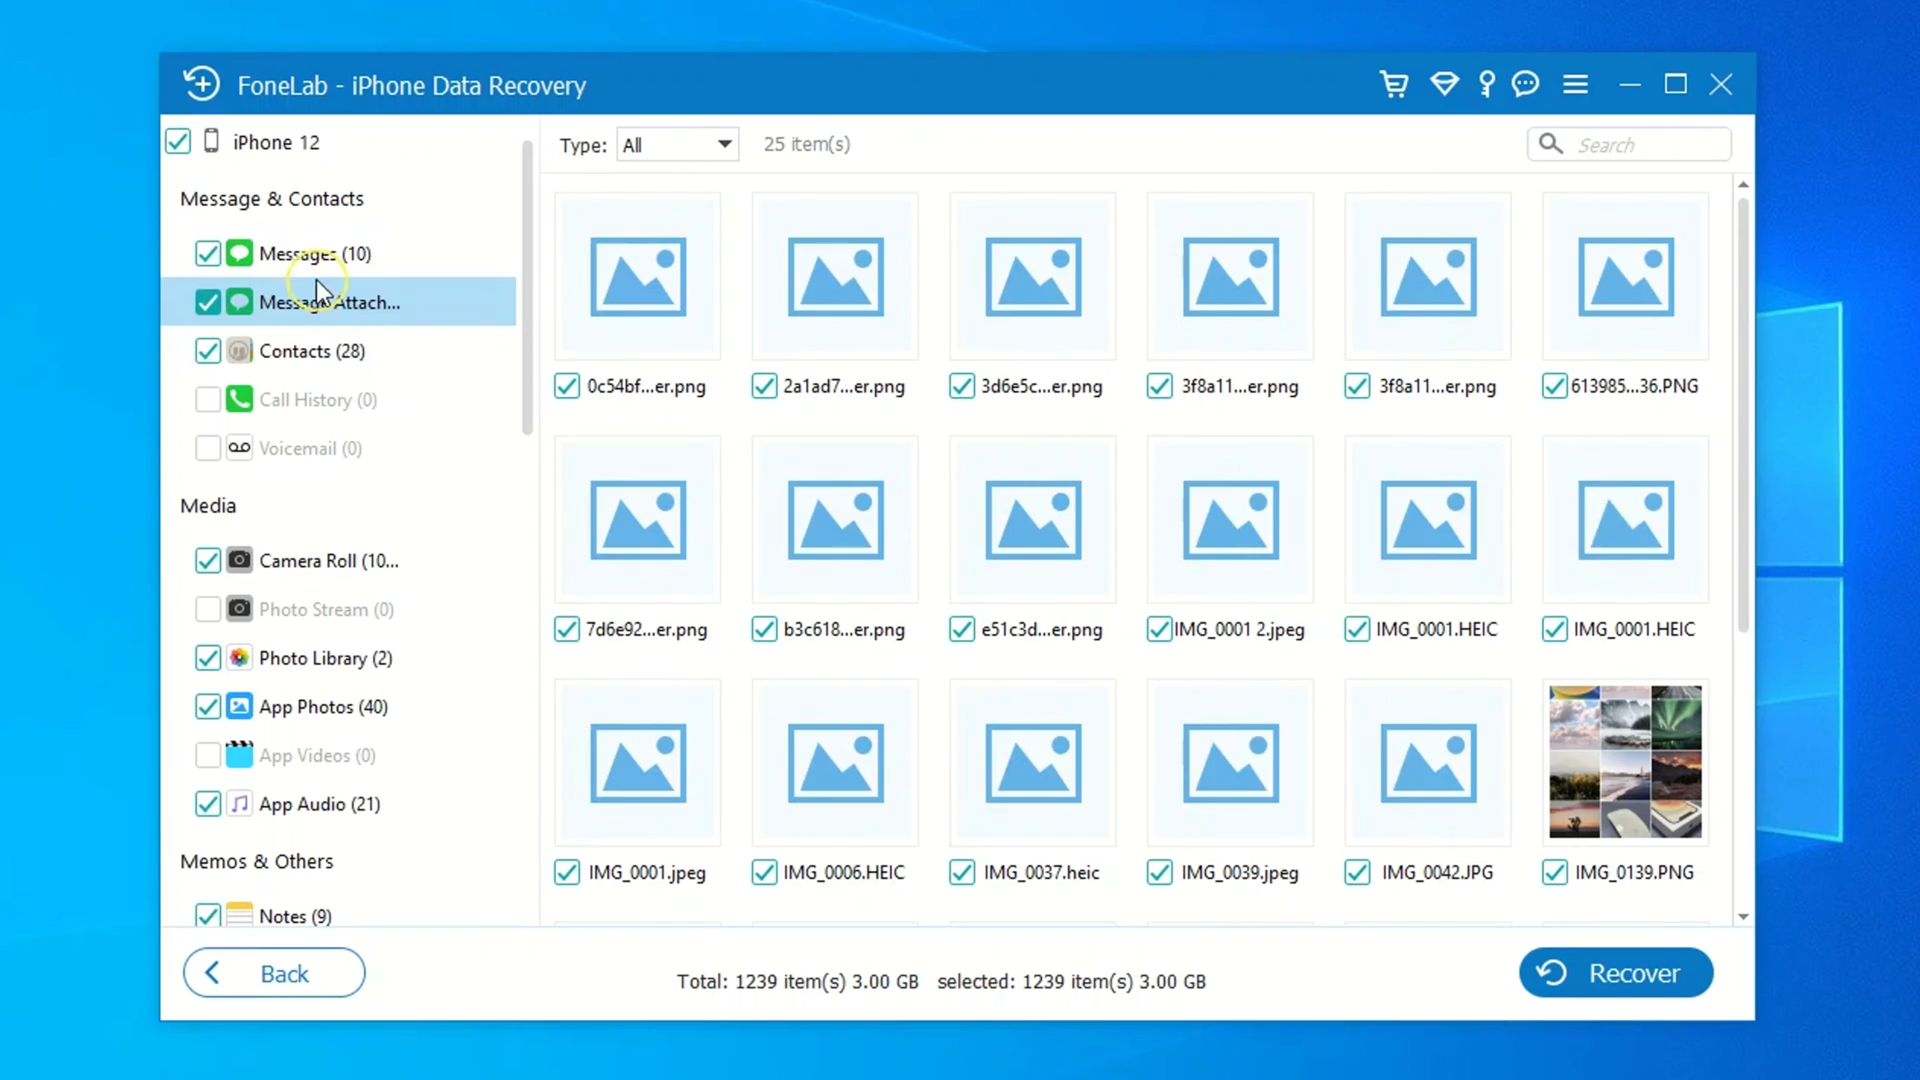 FoneLab - iPhone Data Recovery
iPhone 12
Type: All 25 item(s) Search
Message & Contacts
Messages (10)
Message Attach...
Contacts (28)
Call History (0)
Voicemail (0)
Media
Camera Roll (10...
Photo Stream (0)
Photo Library (2)
App Photos (40)
App Videos (0)
App Audio (21)
Memos & Others
Notes (9)
0c54bf...er.png 2a1ad7...er.png 3d6e5c...er.png 3f8a11...er.png 3f8a11...er.png 613985...36.PNG
7d6e92...er.png b3c618...er.png e51c3d...er.png IMG_0001 2.jpeg IMG_0001.HEIC IMG_0001.HEIC
IMG_0001.jpeg IMG_0006.HEIC IMG_0037.heic IMG_0039.jpeg IMG_0042.JPG IMG_0139.PNG
Back
Total: 1239 item(s) 3.00 GB selected: 1239 item(s) 3.00 GB
Recover